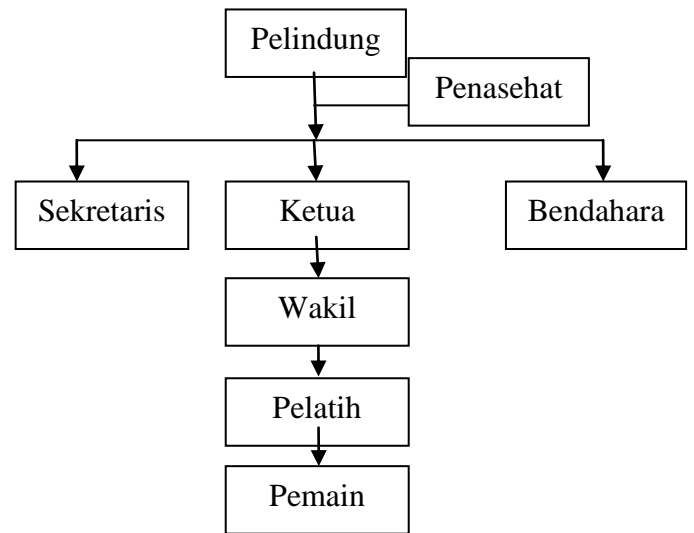 Pelindung
Penasehat
Sekretaris
Ketua
Bendahara
Wakil
Pelatih
Pemain